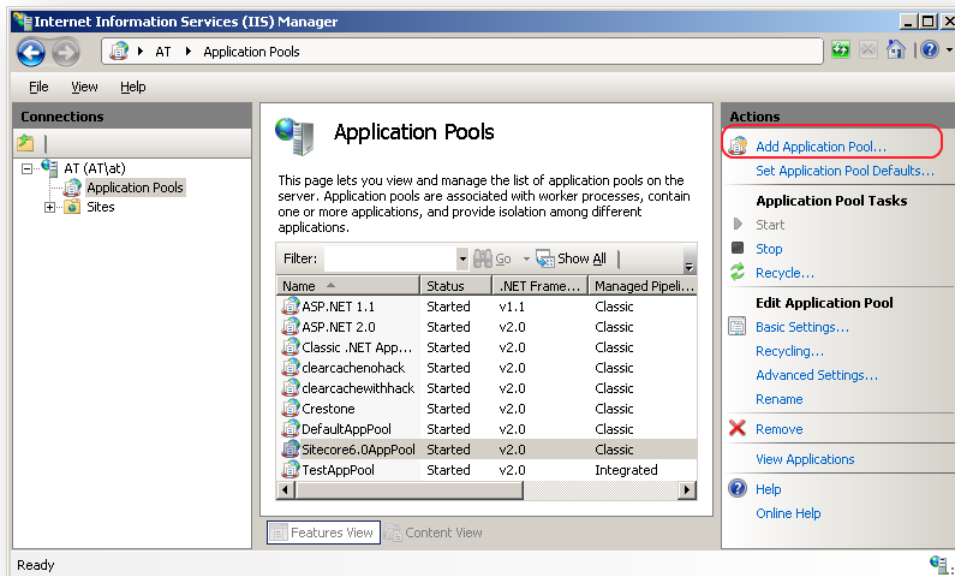 Internet Information Services (IIS) Manager
AT
Application Pools
File View Help
Connections
AT (AT\at)
Application Pools
Sites
Application Pools
This page lets you view and manage the list of application pools on the
server. Application pools are associated with worker processes, contain
one or more applications, and provide isolation among different
applications.
Filter: Go Show All
Name Status .NET Frame... Managed Pipeli...
ASP.NET 1.1 Started v1.1 Classic
ASP.NET 2.0 Started v2.0 Classic
Classic .NET App... Started v2.0 Classic
clearcachenohack Started v2.0 Classic
clearcachewithhack Started v2.0 Classic
Crestone Started v2.0 Classic
DefaultAppPool Started v2.0 Classic
Sitecore6.0AppPool Started v2.0 Classic
TestAppPool Started v2.0 Integrated
Features View Content View
Actions
Add Application Pool...
Set Application Pool Defaults...
Application Pool Tasks
Start
Stop
Recycle...
Edit Application Pool
Basic Settings...
Recycling...
Advanced Settings...
Rename
Remove
View Applications
Help
Online Help
Ready